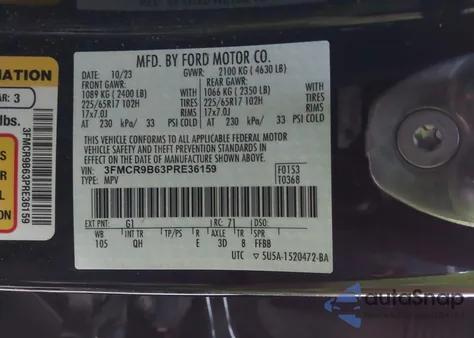 MFD. BY FORD MOTOR CO.
DATE: 10/23 GVWR: 2100 KG ( 4630 LB)
FRONT GAWR: REAR GAWR:
1089 KG ( 2400 LB) WITH 1066 KG ( 2350 LB) WITH
225/65R17 102H TIRES 225/65R17 102H
17x7.0J RIMS 17x7.0J
AT 230 kPa/ 33 PSI COLD AT 230 kPa/ 33 PSI COLD
THIS VEHICLE CONFORMS TO ALL APPLICABLE FEDERAL MOTOR
VEHICLE SAFETY AND THEFT PREVENTION STANDARDS IN EFFECT
ON THE DATE OF MANUFACTURE SHOWN ABOVE.
VIN: 3FMCR9B63PRE36159 F0153
TYPE: MPV T0368
EXT PNT: G1 RC: 71 DSO:
WB INT TR TP/PS R AXLE TR SPR
105 QH E 3D 8 FFBB
UTC ▽5U5A-1520472-BA
MATION
AR: 3
lbs.
3FMCR9B63PRE36159
autoSnap